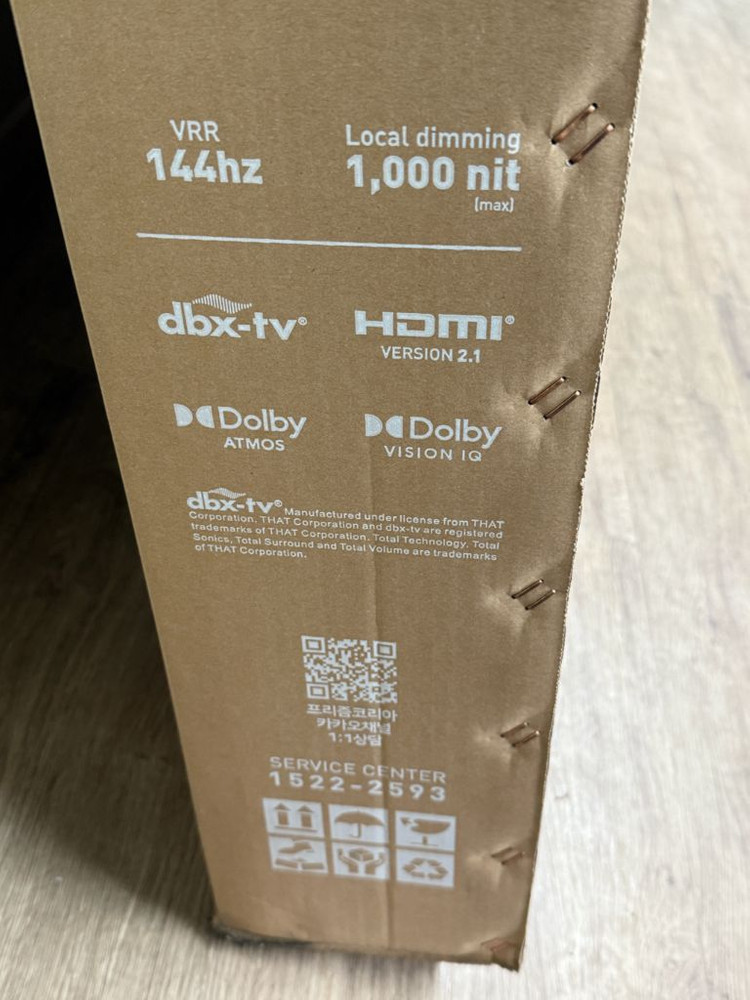 VRR
144hz
Local dimming
1,000 nit
(max)
dbx-tv®
HDMI®
VERSION 2.1
Dolby
ATMOS
Dolby
VISION IQ
dbx-tv® Manufactured under license from THAT
Corporation. THAT Corporation and dbx-tv are registered
trademarks of THAT Corporation. Total Technology, Total
Sonics, Total Surround and Total Volume are trademarks
of THAT Corporation.
프리즘코리아
카카오채널
1:1상담
SERVICE CENTER
1522-2593